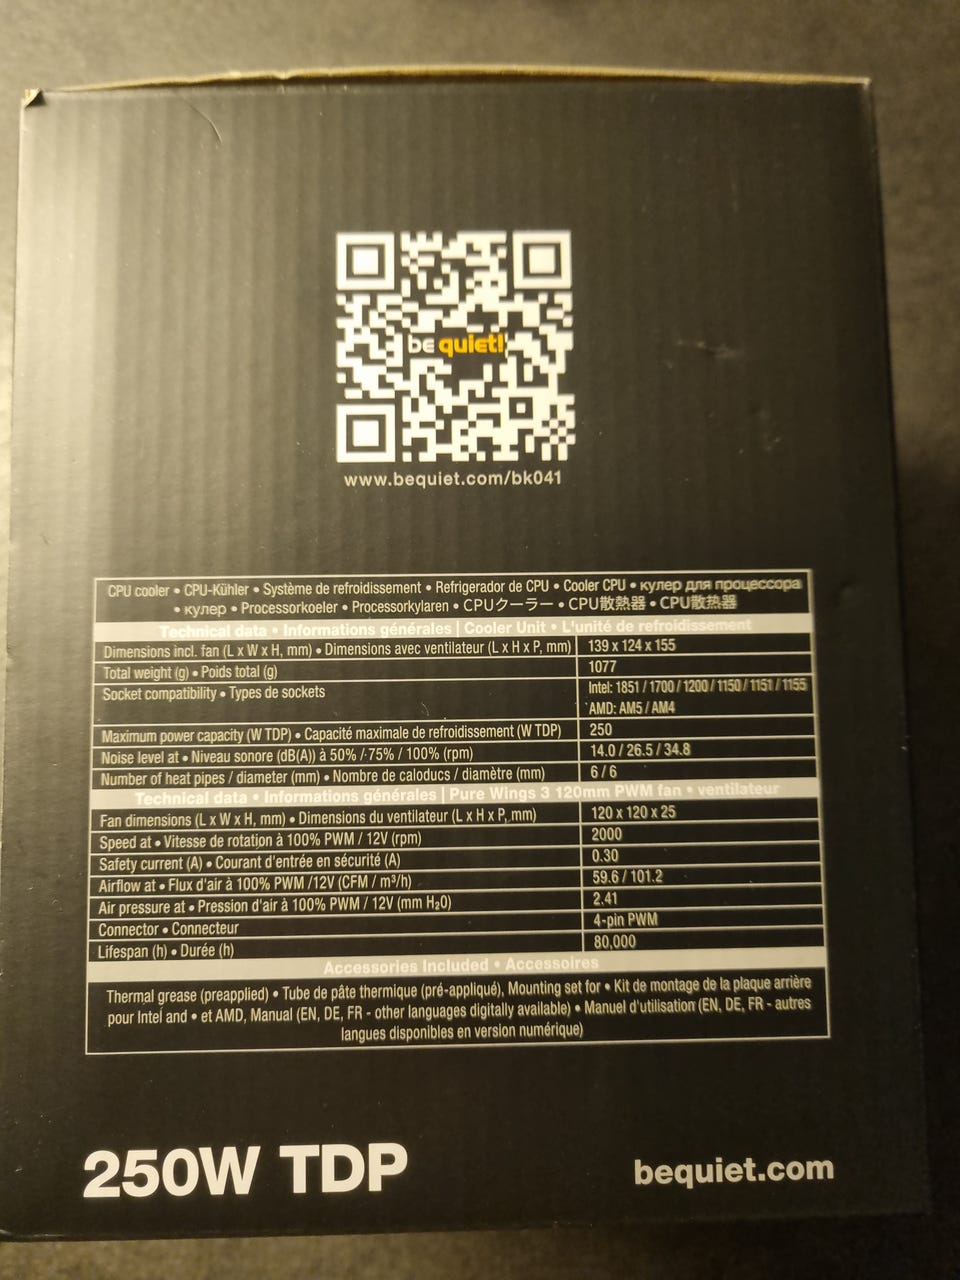 be quiet!
www.bequiet.com/bk041
CPU cooler • CPU-Kühler • Système de refroidissement • Refrigerador de CPU • Cooler CPU • кулер для процессора
• кулер • Processorkoeler • Processorkylaren • CPUクーラー • CPU散熱器 • CPU散热器
Technical data • Informations générales | Cooler Unit • L'unité de refroidissement
Dimensions incl. fan (L x W x H, mm) • Dimensions avec ventilateur (L x H x P, mm) 139 x 124 x 155
Total weight (g) • Poids total (g) 1077
Socket compatibility • Types de sockets Intel: 1851 / 1700 / 1200 / 1150 / 1151 / 1155
AMD: AM5 / AM4
Maximum power capacity (W TDP) • Capacité maximale de refroidissement (W TDP) 250
Noise level at • Niveau sonore (dB(A)) à 50% / 75% / 100% (rpm) 14.0 / 26.5 / 34.8
Number of heat pipes / diameter (mm) • Nombre de caloducs / diamètre (mm) 6 / 6
Technical data • Informations générales | Pure Wings 3 120mm PWM fan • ventilateur
Fan dimensions (L x W x H, mm) • Dimensions du ventilateur (L x H x P, mm) 120 x 120 x 25
Speed at • Vitesse de rotation à 100% PWM / 12V (rpm) 2000
Safety current (A) • Courant d'entrée en sécurité (A) 0.30
Airflow at • Flux d'air à 100% PWM /12V (CFM / m³/h) 59.6 / 101.2
Air pressure at • Pression d'air à 100% PWM / 12V (mm H₂0) 2.41
Connector • Connecteur 4-pin PWM
Lifespan (h) • Durée (h) 80,000
Accessories Included • Accessoires
Thermal grease (preapplied) • Tube de pâte thermique (pré-appliqué), Mounting set for • Kit de montage de la plaque arrière
pour Intel and • et AMD, Manual (EN, DE, FR - other languages digitally available) • Manuel d'utilisation (EN, DE, FR - autres
langues disponibles en version numérique)
250W TDP
bequiet.com